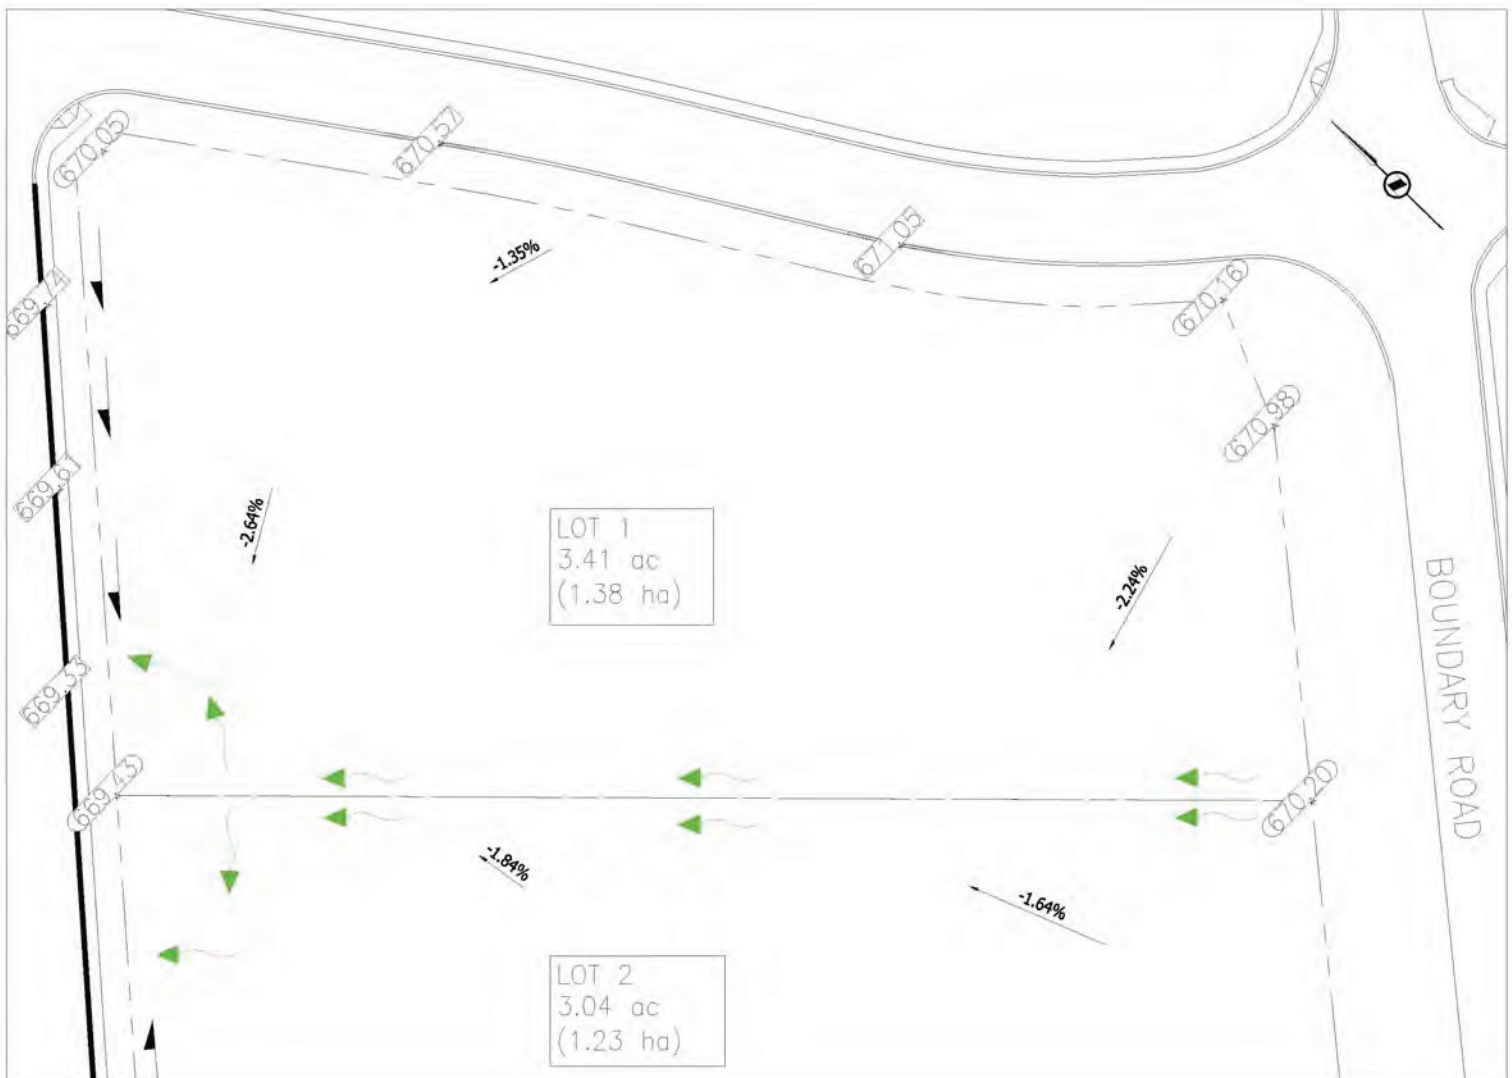 670.05
670.57
671.05
670.16
-1.35%
669.74
670.98
669.61
-2.64%
LOT 1
3.41 ac
(1.38 ha)
-2.24%
BOUNDARY ROAD
669.33
669.43
670.20
-1.84%
-1.64%
LOT 2
3.04 ac
(1.23 ha)